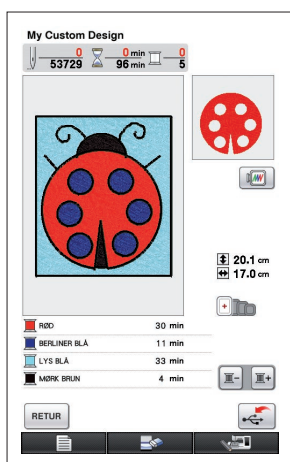 My Custom Design
0 0 min 0
53729 96 min 5
20.1 cm
17.0 cm
RØD 30 min
BERLINER BLÅ 11 min
LYS BLÅ 33 min
MØRK BRUN 4 min
RETUR